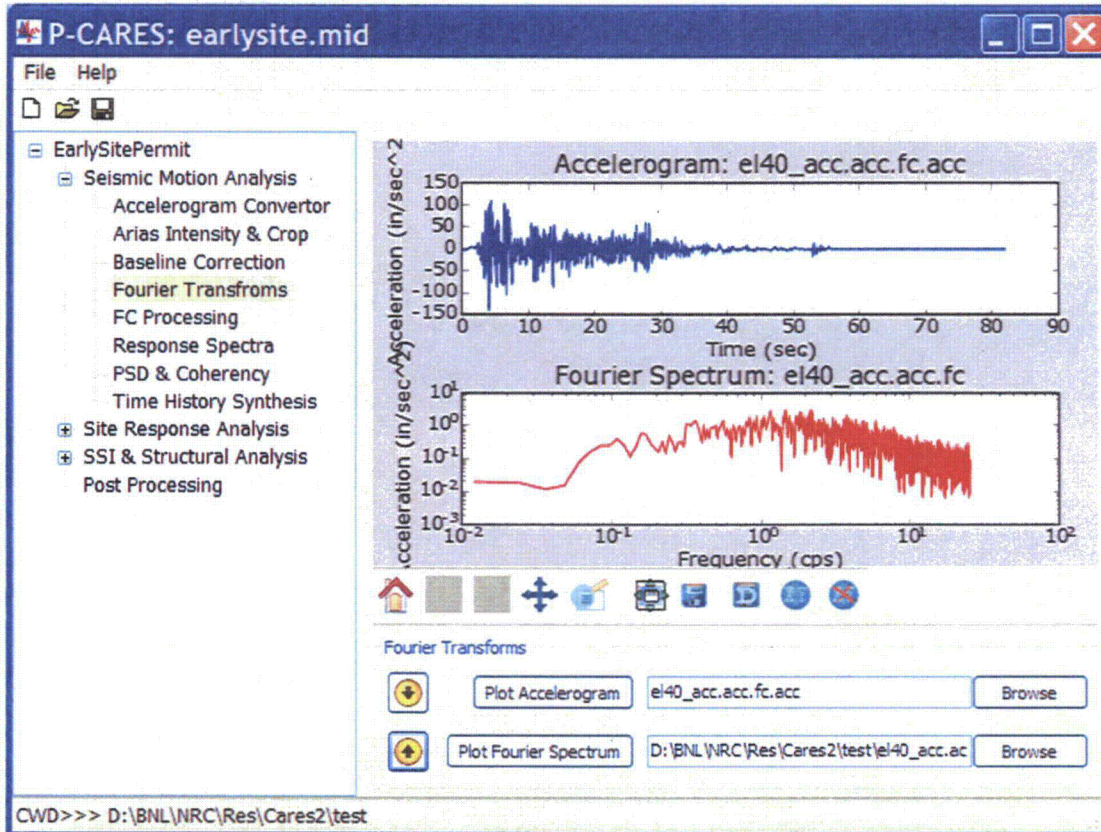 P-CARES: earlysite.mid
File Help
EarlySitePermit
Seismic Motion Analysis
Accelerogram Convertor
Arias Intensity & Crop
Baseline Correction
Fourier Transfroms
FC Processing
Response Spectra
PSD & Coherency
Time History Synthesis
Site Response Analysis
SSI & Structural Analysis
Post Processing
Accelerogram: el40_acc.acc.fc.acc
Acceleration (in/sec^2
150
100
50
0
-50
-100
-150
0 10 20 30 40 50 60 70 80 90
Time (sec)
Fourier Spectrum: el40_acc.acc.fc
Acceleration (in/sec^2)
10^1
10^0
10^-1
10^-2
10^-3
10^-2 10^-1 10^0 10^1 10^2
Frequency (cps)
Fourier Transforms
Plot Accelerogram el40_acc.acc.fc.acc Browse
Plot Fourier Spectrum D:\BNL\NRC\Res\Cares2\test\el40_acc.ac Browse
CWD>>> D:\BNL\NRC\Res\Cares2\test